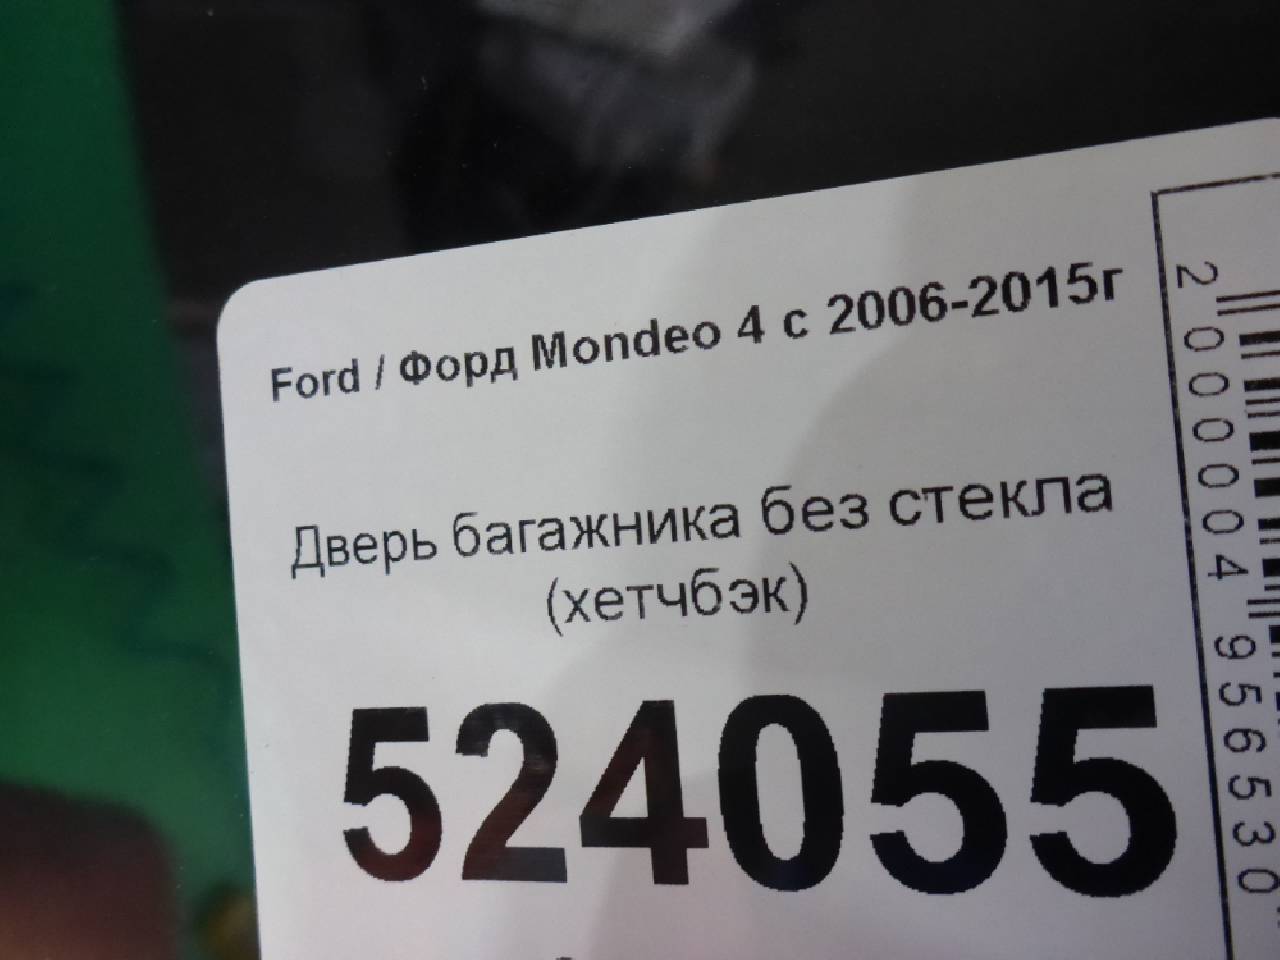 Ford / Форд Mondeo 4 с 2006-2015г
Дверь багажника без стекла
(хетчбэк)
524055
2000004956530